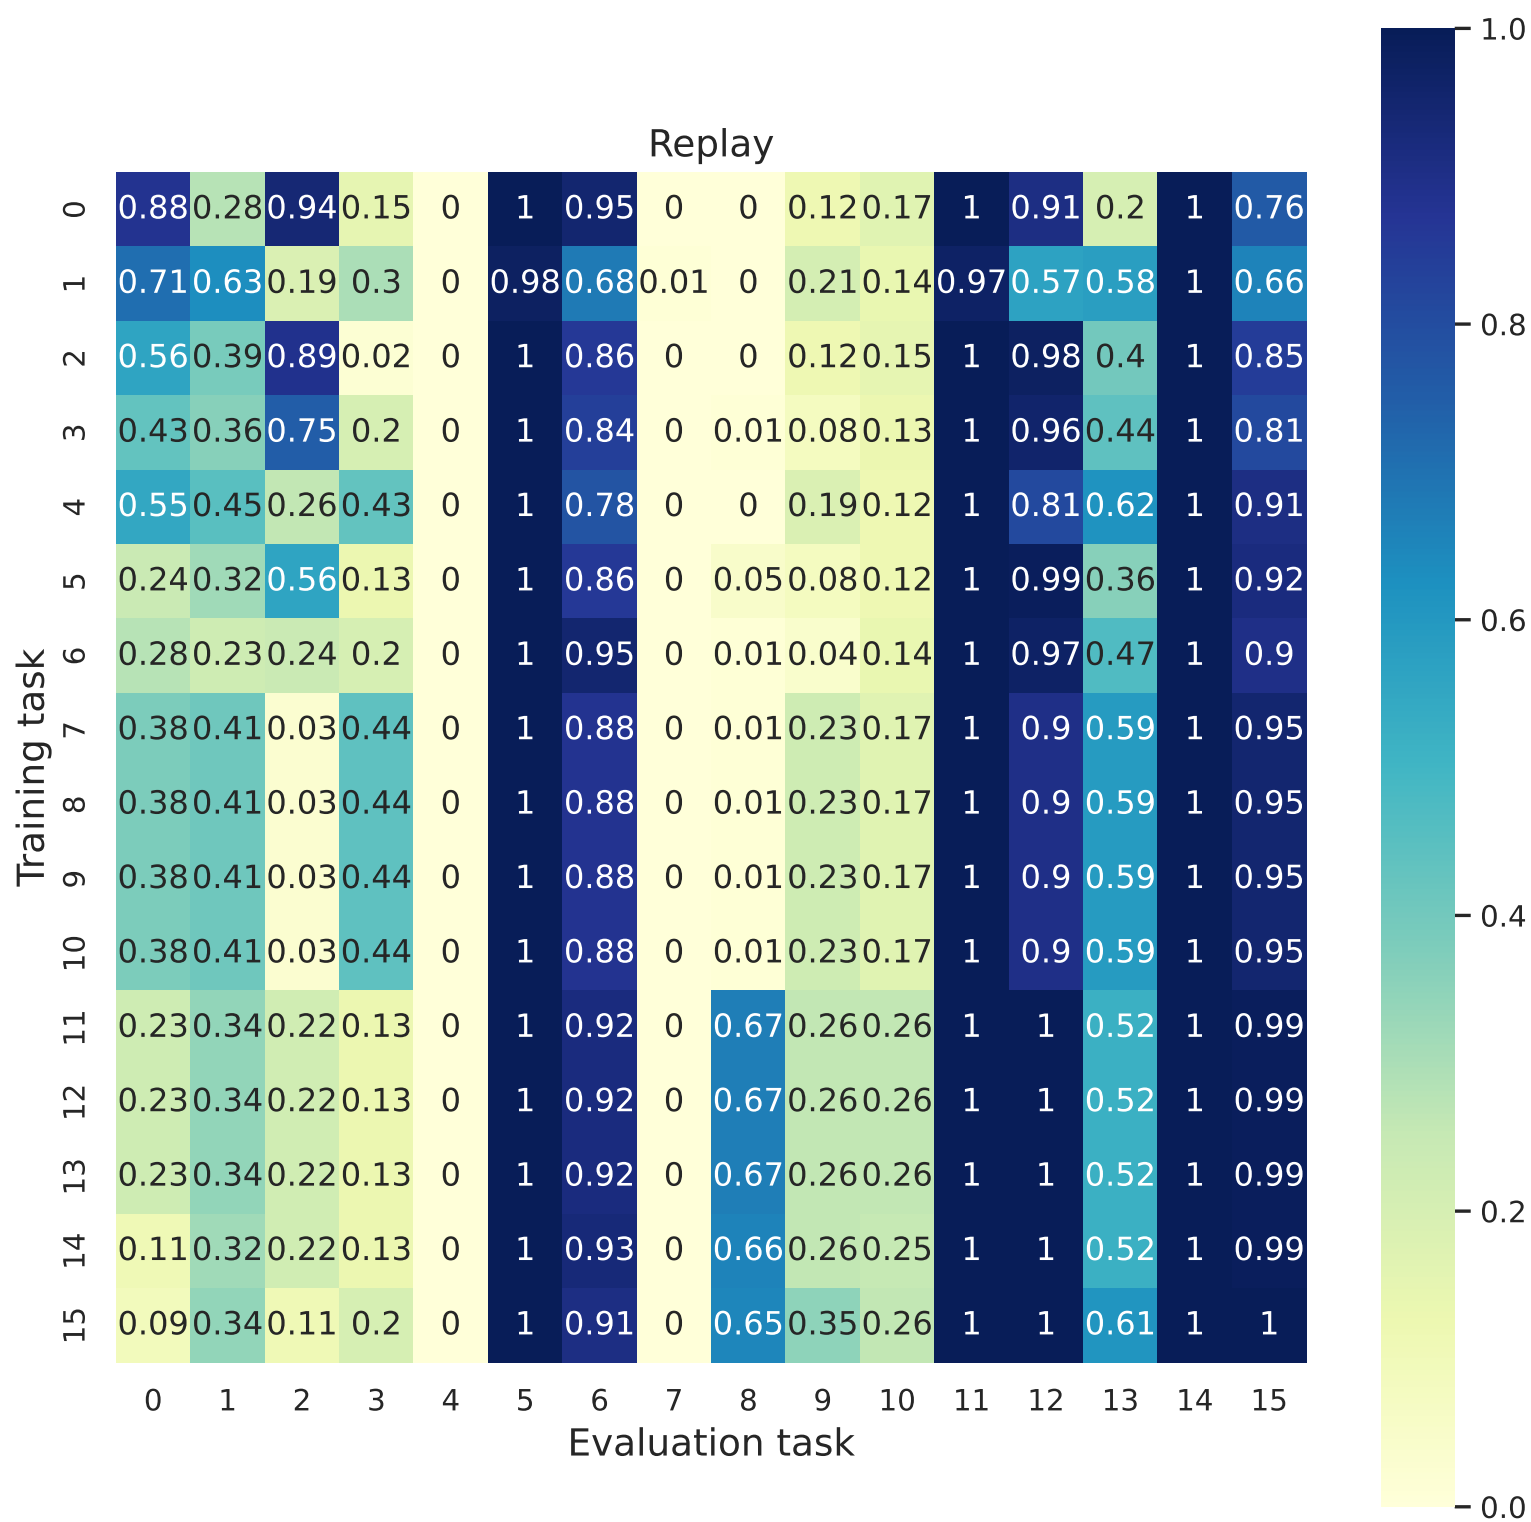 Replay
0 0.88 0.28 0.94 0.15 0 1 0.95 0 0 0.12 0.17 1 0.91 0.2 1 0.76
1 0.71 0.63 0.19 0.3 0 0.98 0.68 0.01 0 0.21 0.14 0.97 0.57 0.58 1 0.66
2 0.56 0.39 0.89 0.02 0 1 0.86 0 0 0.12 0.15 1 0.98 0.4 1 0.85
3 0.43 0.36 0.75 0.2 0 1 0.84 0 0.01 0.08 0.13 1 0.96 0.44 1 0.81
4 0.55 0.45 0.26 0.43 0 1 0.78 0 0 0.19 0.12 1 0.81 0.62 1 0.91
5 0.24 0.32 0.56 0.13 0 1 0.86 0 0.05 0.08 0.12 1 0.99 0.36 1 0.92
6 0.28 0.23 0.24 0.2 0 1 0.95 0 0.01 0.04 0.14 1 0.97 0.47 1 0.9
7 0.38 0.41 0.03 0.44 0 1 0.88 0 0.01 0.23 0.17 1 0.9 0.59 1 0.95
8 0.38 0.41 0.03 0.44 0 1 0.88 0 0.01 0.23 0.17 1 0.9 0.59 1 0.95
9 0.38 0.41 0.03 0.44 0 1 0.88 0 0.01 0.23 0.17 1 0.9 0.59 1 0.95
10 0.38 0.41 0.03 0.44 0 1 0.88 0 0.01 0.23 0.17 1 0.9 0.59 1 0.95
11 0.23 0.34 0.22 0.13 0 1 0.92 0 0.67 0.26 0.26 1 1 0.52 1 0.99
12 0.23 0.34 0.22 0.13 0 1 0.92 0 0.67 0.26 0.26 1 1 0.52 1 0.99
13 0.23 0.34 0.22 0.13 0 1 0.92 0 0.67 0.26 0.26 1 1 0.52 1 0.99
14 0.11 0.32 0.22 0.13 0 1 0.93 0 0.66 0.26 0.25 1 1 0.52 1 0.99
15 0.09 0.34 0.11 0.2 0 1 0.91 0 0.65 0.35 0.26 1 1 0.61 1 1
0 1 2 3 4 5 6 7 8 9 10 11 12 13 14 15
Evaluation task
Training task
1.0
0.8
0.6
0.4
0.2
0.0